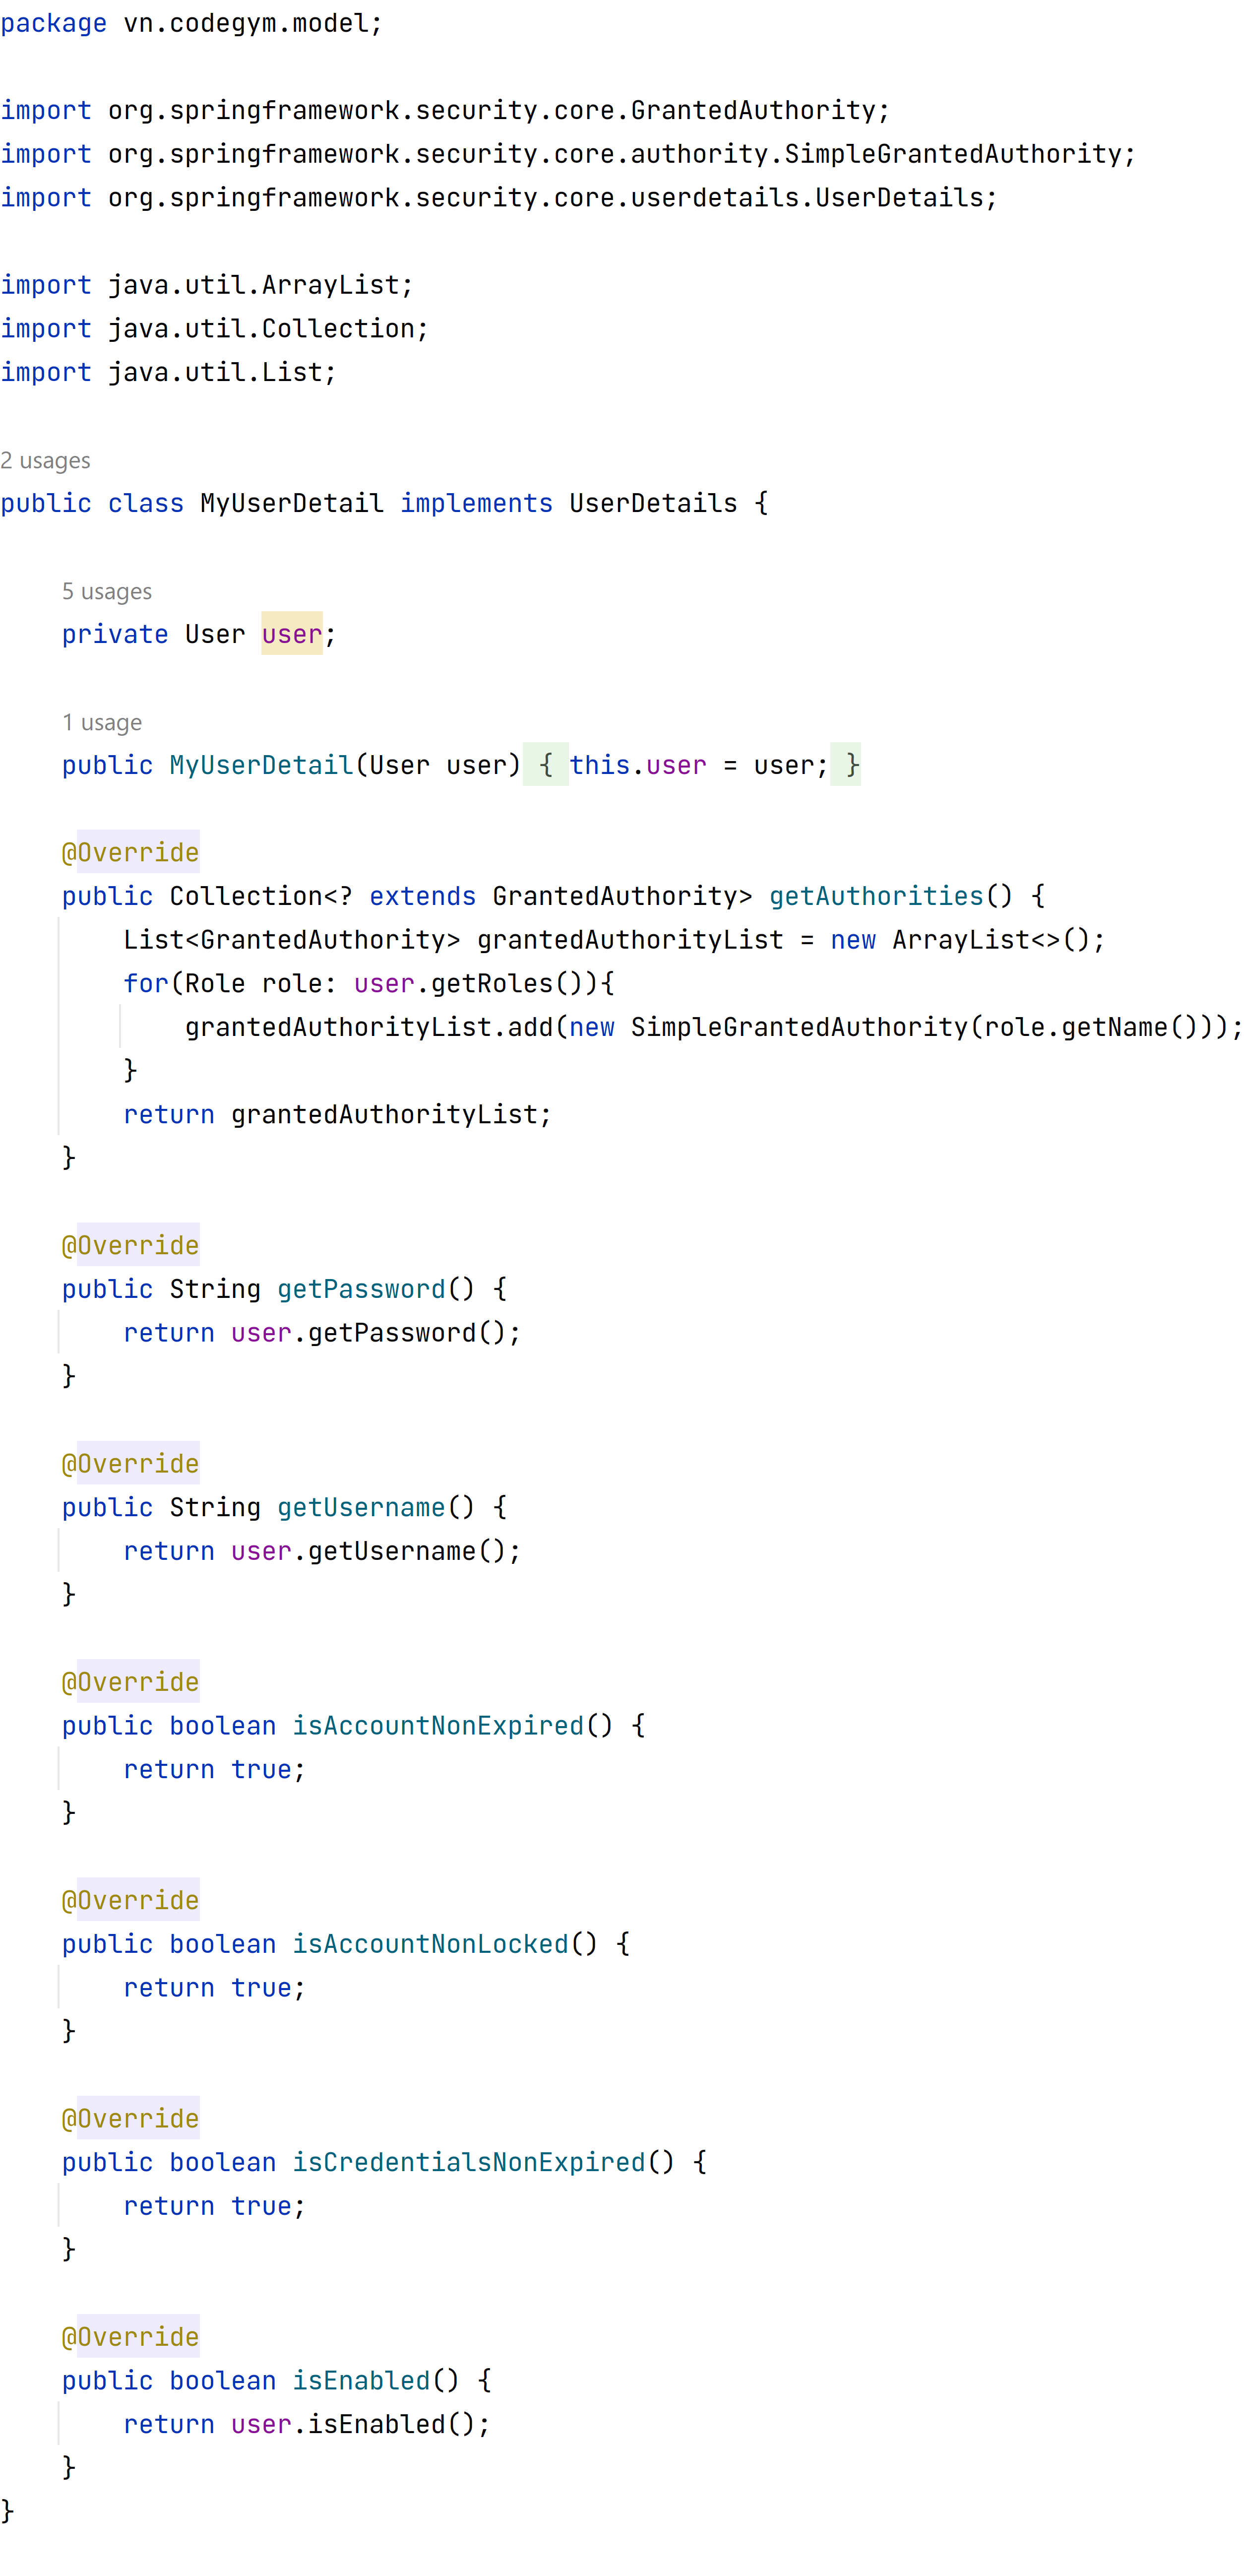 package vn.codegym.model;
import org.springframework.security.core.GrantedAuthority;
import org.springframework.security.core.authority.SimpleGrantedAuthority;
import org.springframework.security.core.userdetails.UserDetails;
import java.util.ArrayList;
import java.util.Collection;
import java.util.List;
2 usages
public class MyUserDetail implements UserDetails {
5 usages
private User user;
1 usage
public MyUserDetail(User user) { this.user = user; }
@Override
public Collection<? extends GrantedAuthority> getAuthorities() {
List<GrantedAuthority> grantedAuthorityList = new ArrayList<>();
for(Role role: user.getRoles()){
grantedAuthorityList.add(new SimpleGrantedAuthority(role.getName()));
}
return grantedAuthorityList;
}
@Override
public String getPassword() {
return user.getPassword();
}
@Override
public String getUsername() {
return user.getUsername();
}
@Override
public boolean isAccountNonExpired() {
return true;
}
@Override
public boolean isAccountNonLocked() {
return true;
}
@Override
public boolean isCredentialsNonExpired() {
return true;
}
@Override
public boolean isEnabled() {
return user.isEnabled();
}
}